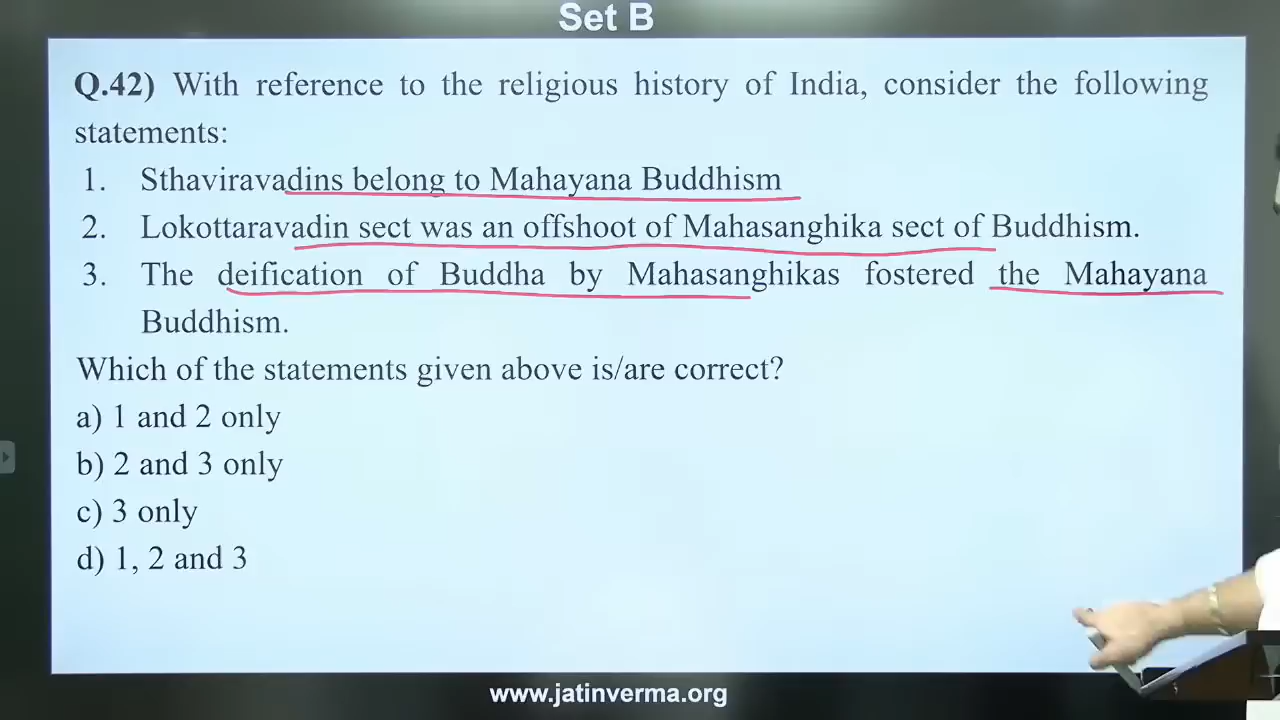 Set B
Q.42) With reference to the religious history of India, consider the following
statements:
1. Sthaviravadins belong to Mahayana Buddhism
2. Lokottaravadin sect was an offshoot of Mahasanghika sect of Buddhism.
3. The deification of Buddha by Mahasanghikas fostered the Mahayana
Buddhism.
Which of the statements given above is/are correct?
a) 1 and 2 only
b) 2 and 3 only
c) 3 only
d) 1, 2 and 3
www.jatinverma.org